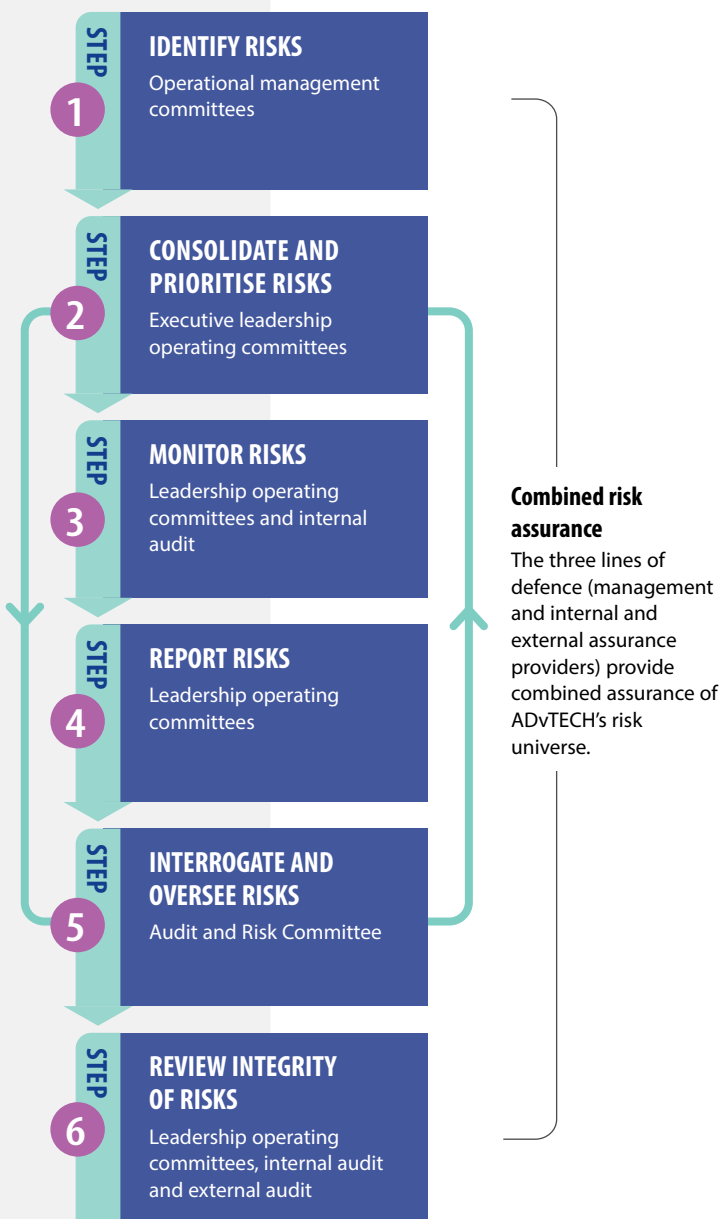 STEP
1
IDENTIFY RISKS
Operational management
committees
STEP
2
CONSOLIDATE AND
PRIORITISE RISKS
Executive leadership
operating committees
STEP
3
MONITOR RISKS
Leadership operating
committees and internal
audit
STEP
4
REPORT RISKS
Leadership operating
committees
STEP
5
INTERROGATE AND
OVERSEE RISKS
Audit and Risk Committee
STEP
6
REVIEW INTEGRITY
OF RISKS
Leadership operating
committees, internal audit
and external audit
Combined risk
assurance
The three lines of
defence (management
and internal and
external assurance
providers) provide
combined assurance of
ADvTECH’s risk
universe.